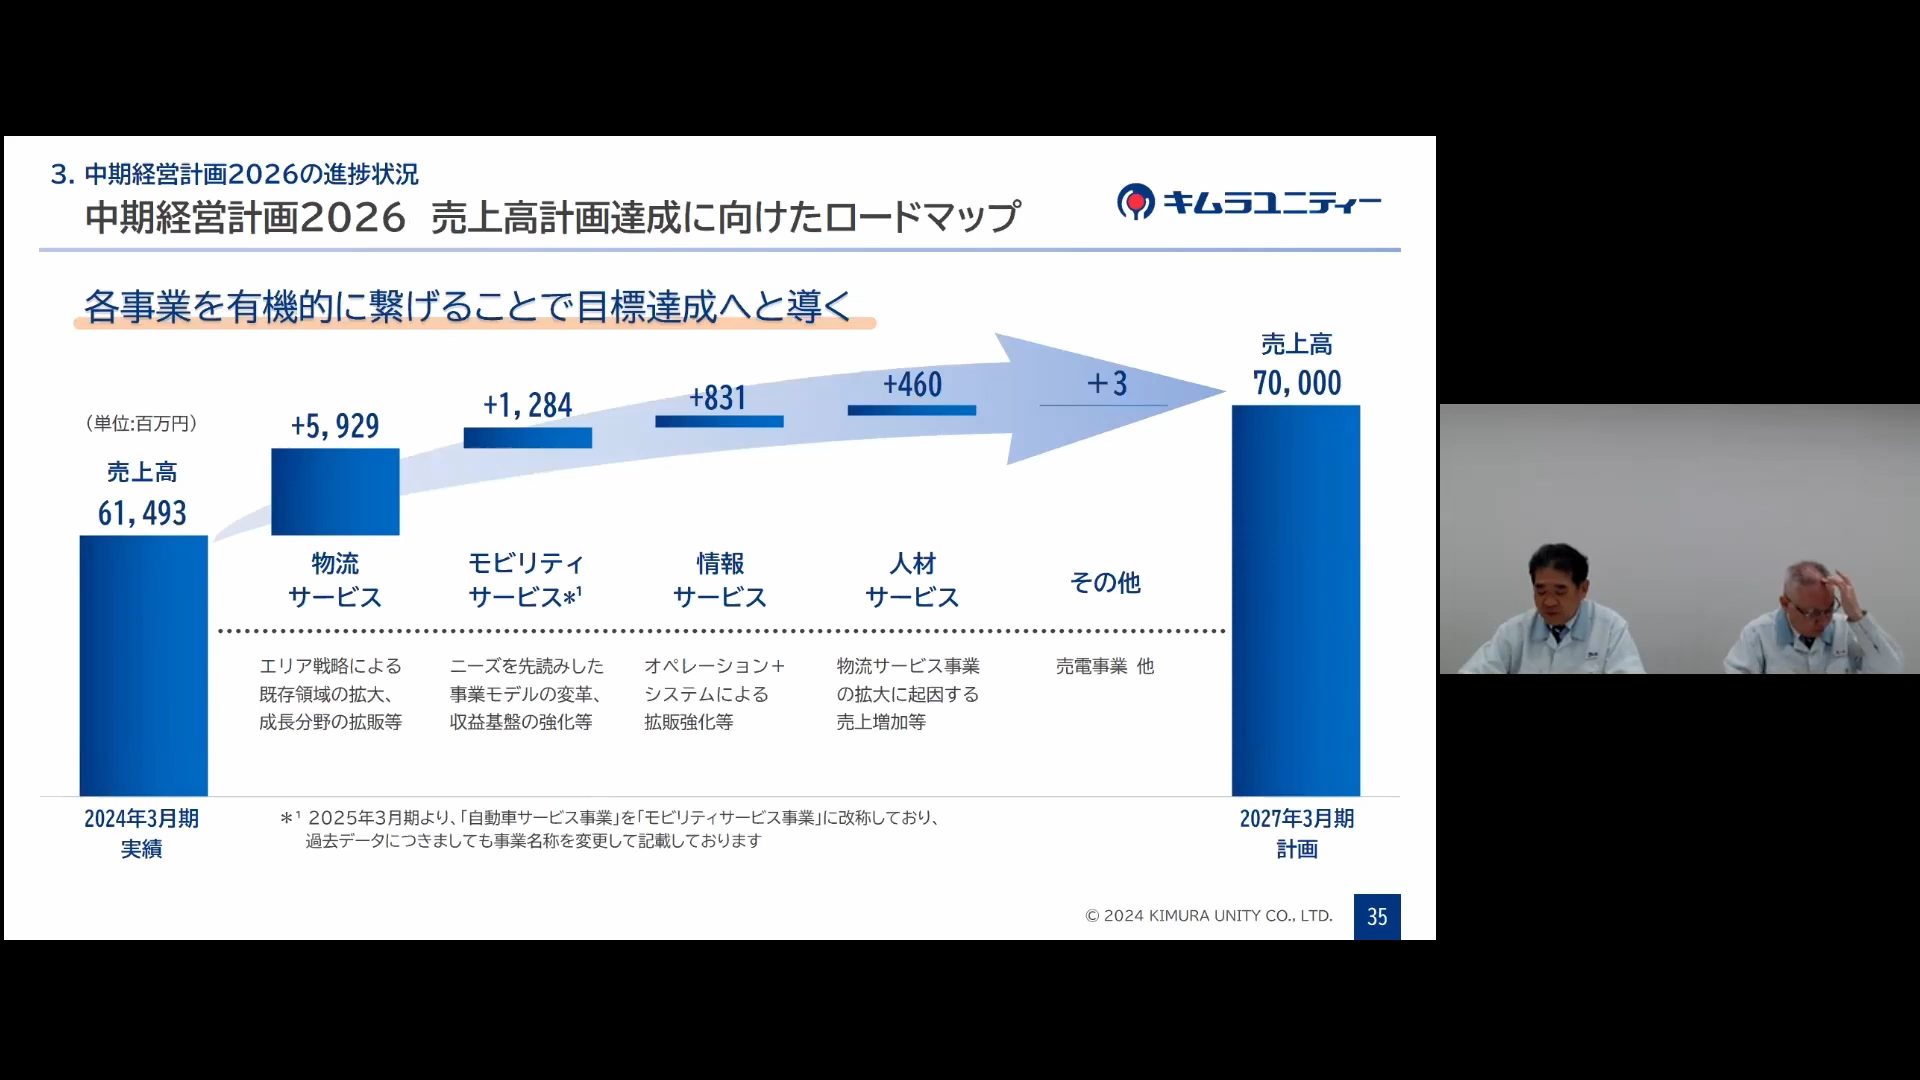 3. 中期経営計画2026の進捗状況
中期経営計画2026 売上高計画達成に向けたロードマップ
キムラユニティー
各事業を有機的に繋げることで目標達成へと導く
（単位:百万円）
売上高
61,493
+5,929
+1,284
+831
+460
＋3
売上高
70,000
物流
サービス
モビリティ
サービス*¹
情報
サービス
人材
サービス
その他
エリア戦略による
既存領域の拡大、
成長分野の拡販等
ニーズを先読みした
事業モデルの変革、
収益基盤の強化等
オペレーション＋
システムによる
拡販強化等
物流サービス事業
の拡大に起因する
売上増加等
売電事業 他
2024年3月期
実績
2027年3月期
計画
＊¹ 2025年3月期より、「自動車サービス事業」を「モビリティサービス事業」に改称しており、
過去データにつきましても事業名称を変更して記載しております
© 2024 KIMURA UNITY CO., LTD.
35